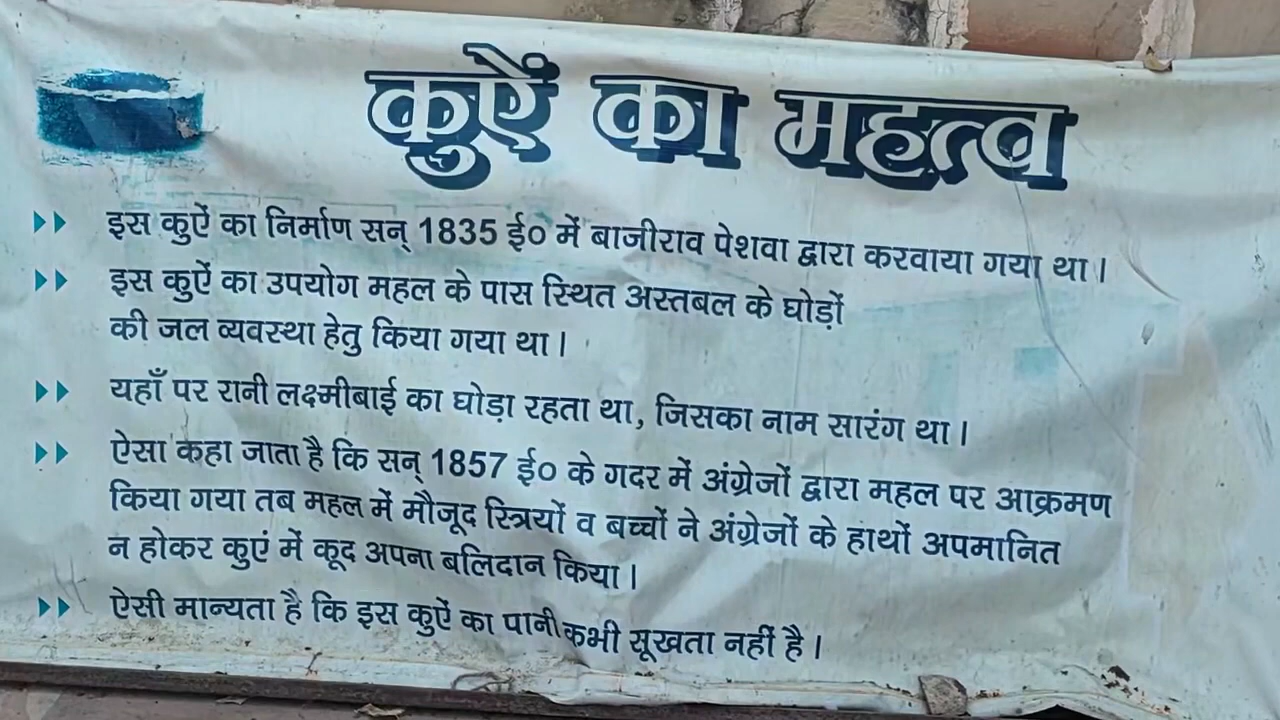 कुऐं का महत्व
इस कुऐं का निर्माण सन् 1835 ई० में बाजीराव पेशवा द्वारा करवाया गया था।
इस कुऐं का उपयोग महल के पास स्थित अस्तबल के घोड़ों
की जल व्यवस्था हेतु किया गया था।
यहाँ पर रानी लक्ष्मीबाई का घोड़ा रहता था, जिसका नाम सारंग था।
ऐसा कहा जाता है कि सन् 1857 ई० के गदर में अंग्रेजों द्वारा महल पर आक्रमण
किया गया तब महल में मौजूद स्त्रियों व बच्चों ने अंग्रेजों के हाथों अपमानित
न होकर कुएं में कूद अपना बलिदान किया।
ऐसी मान्यता है कि इस कुऐं का पानी कभी सूखता नहीं है।